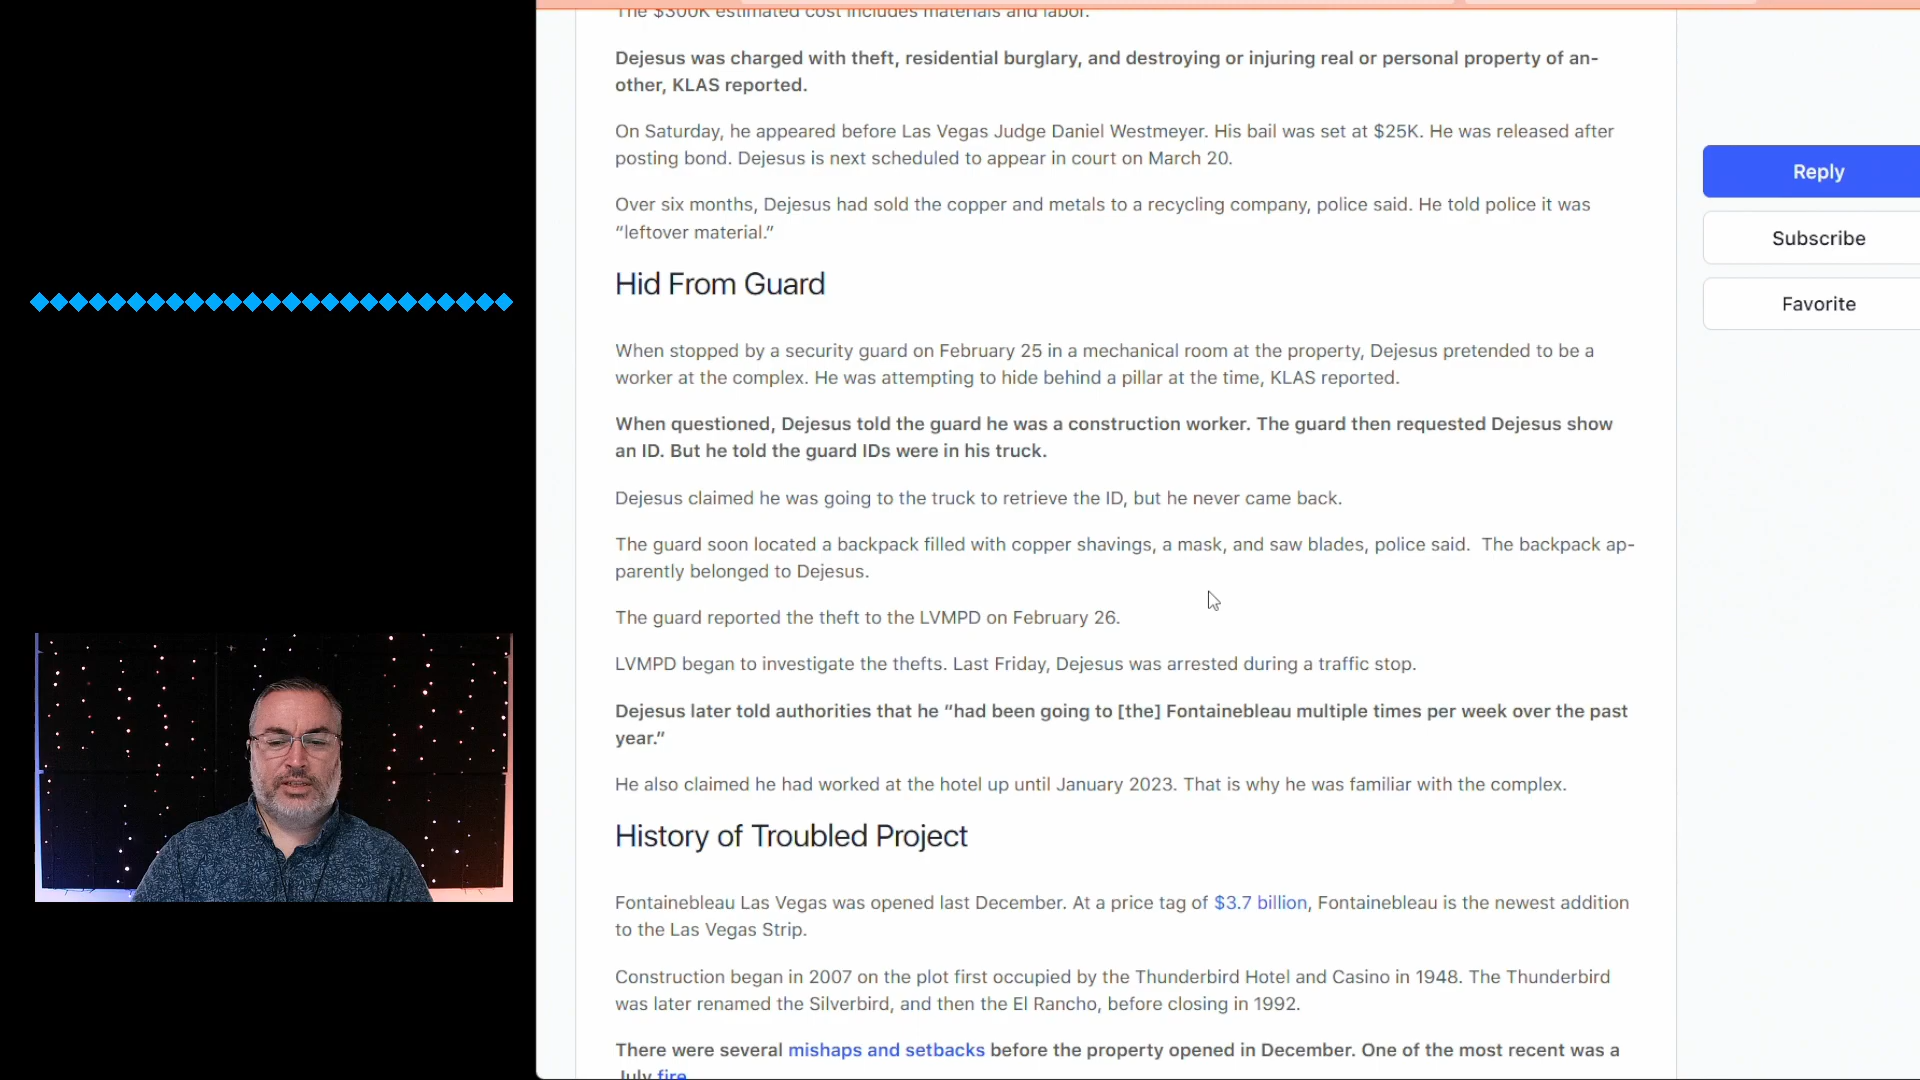 The $300K estimated cost includes materials and labor.
Dejesus was charged with theft, residential burglary, and destroying or injuring real or personal property of an-
other, KLAS reported.
On Saturday, he appeared before Las Vegas Judge Daniel Westmeyer. His bail was set at $25K. He was released after
posting bond. Dejesus is next scheduled to appear in court on March 20.
Over six months, Dejesus had sold the copper and metals to a recycling company, police said. He told police it was
“leftover material.”
Hid From Guard
When stopped by a security guard on February 25 in a mechanical room at the property, Dejesus pretended to be a
worker at the complex. He was attempting to hide behind a pillar at the time, KLAS reported.
When questioned, Dejesus told the guard he was a construction worker. The guard then requested Dejesus show
an ID. But he told the guard IDs were in his truck.
Dejesus claimed he was going to the truck to retrieve the ID, but he never came back.
The guard soon located a backpack filled with copper shavings, a mask, and saw blades, police said.  The backpack ap-
parently belonged to Dejesus.
The guard reported the theft to the LVMPD on February 26.
LVMPD began to investigate the thefts. Last Friday, Dejesus was arrested during a traffic stop.
Dejesus later told authorities that he “had been going to [the] Fontainebleau multiple times per week over the past
year.”
He also claimed he had worked at the hotel up until January 2023. That is why he was familiar with the complex.
History of Troubled Project
Fontainebleau Las Vegas was opened last December. At a price tag of $3.7 billion, Fontainebleau is the newest addition
to the Las Vegas Strip.
Construction began in 2007 on the plot first occupied by the Thunderbird Hotel and Casino in 1948. The Thunderbird
was later renamed the Silverbird, and then the El Rancho, before closing in 1992.
There were several mishaps and setbacks before the property opened in December. One of the most recent was a
July fire
Reply
Subscribe
Favorite